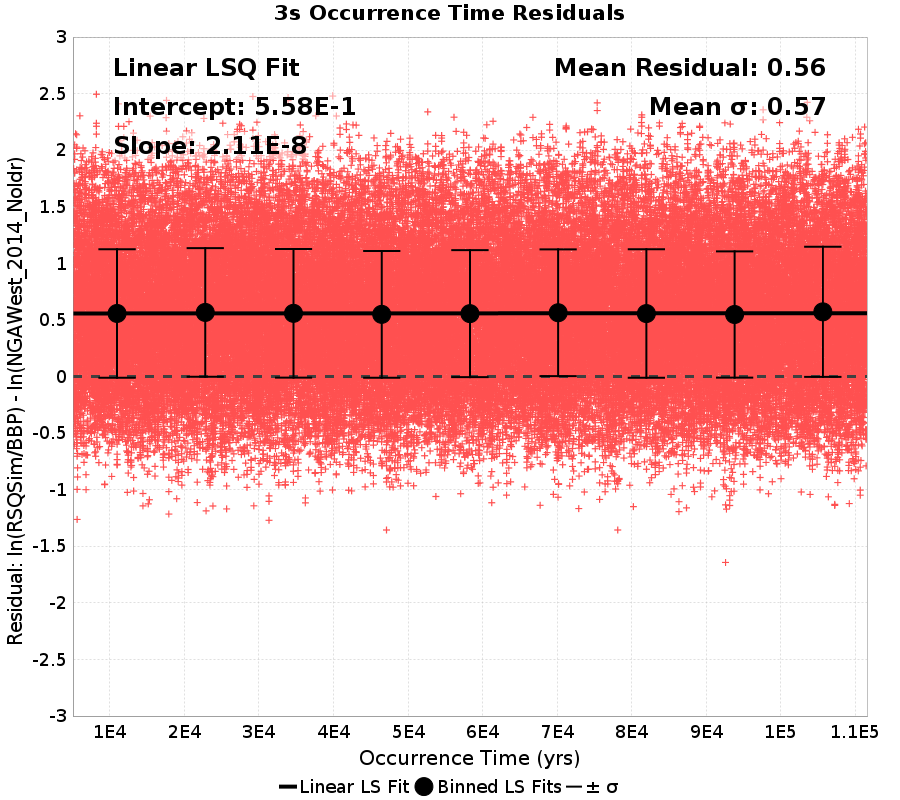 3s Occurrence Time Residuals
Linear LSQ Fit
Intercept: 5.58E-1
Slope: 2.11E-8
Mean Residual: 0.56
Mean σ: 0.57
Residual: ln(RSQSim/BBP) - ln(NGAWest_2014_NoIdr)
3
2.5
2
1.5
1
0.5
0
-0.5
-1
-1.5
-2
-2.5
-3
1E4 2E4 3E4 4E4 5E4 6E4 7E4 8E4 9E4 1E5 1.1E5
Occurrence Time (yrs)
Linear LS Fit Binned LS Fits ± σ